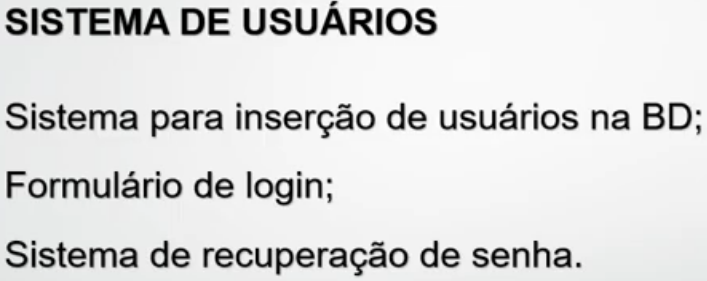 SISTEMA DE USUÁRIOS
Sistema para inserção de usuários na BD;
Formulário de login;
Sistema de recuperação de senha.